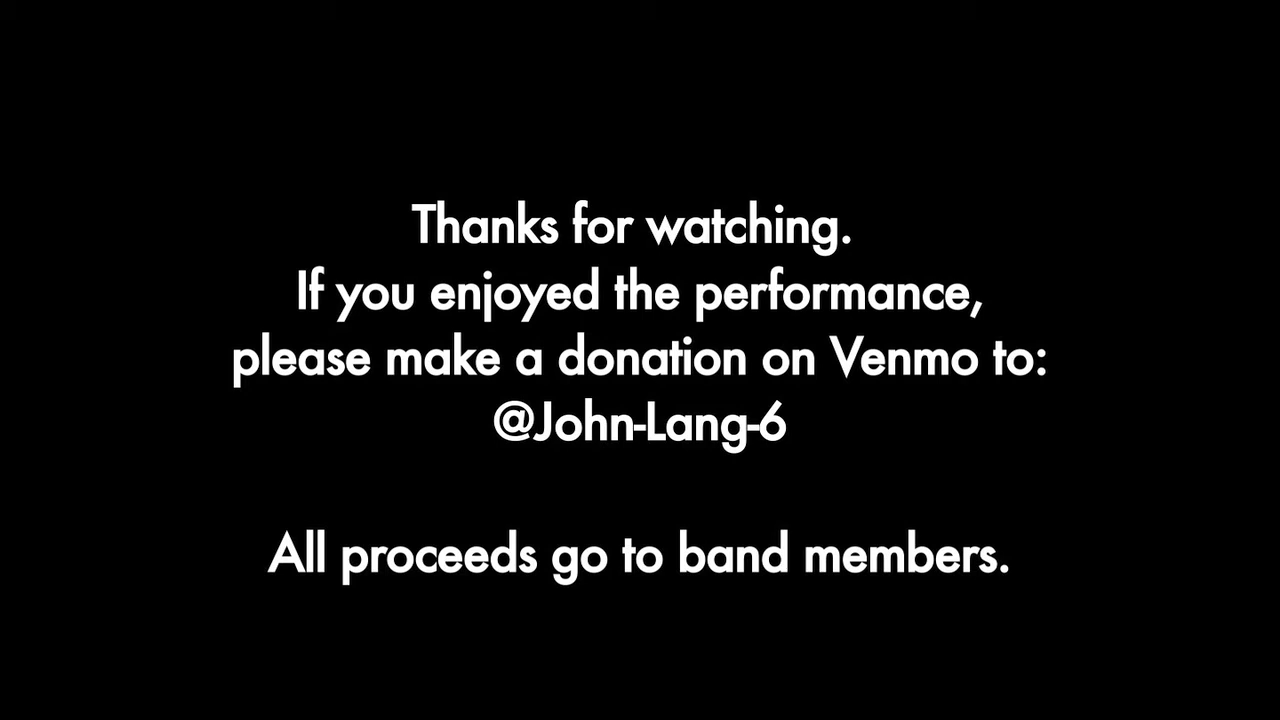 Thanks for watching.
If you enjoyed the performance,
please make a donation on Venmo to:
@John-Lang-6
All proceeds go to band members.